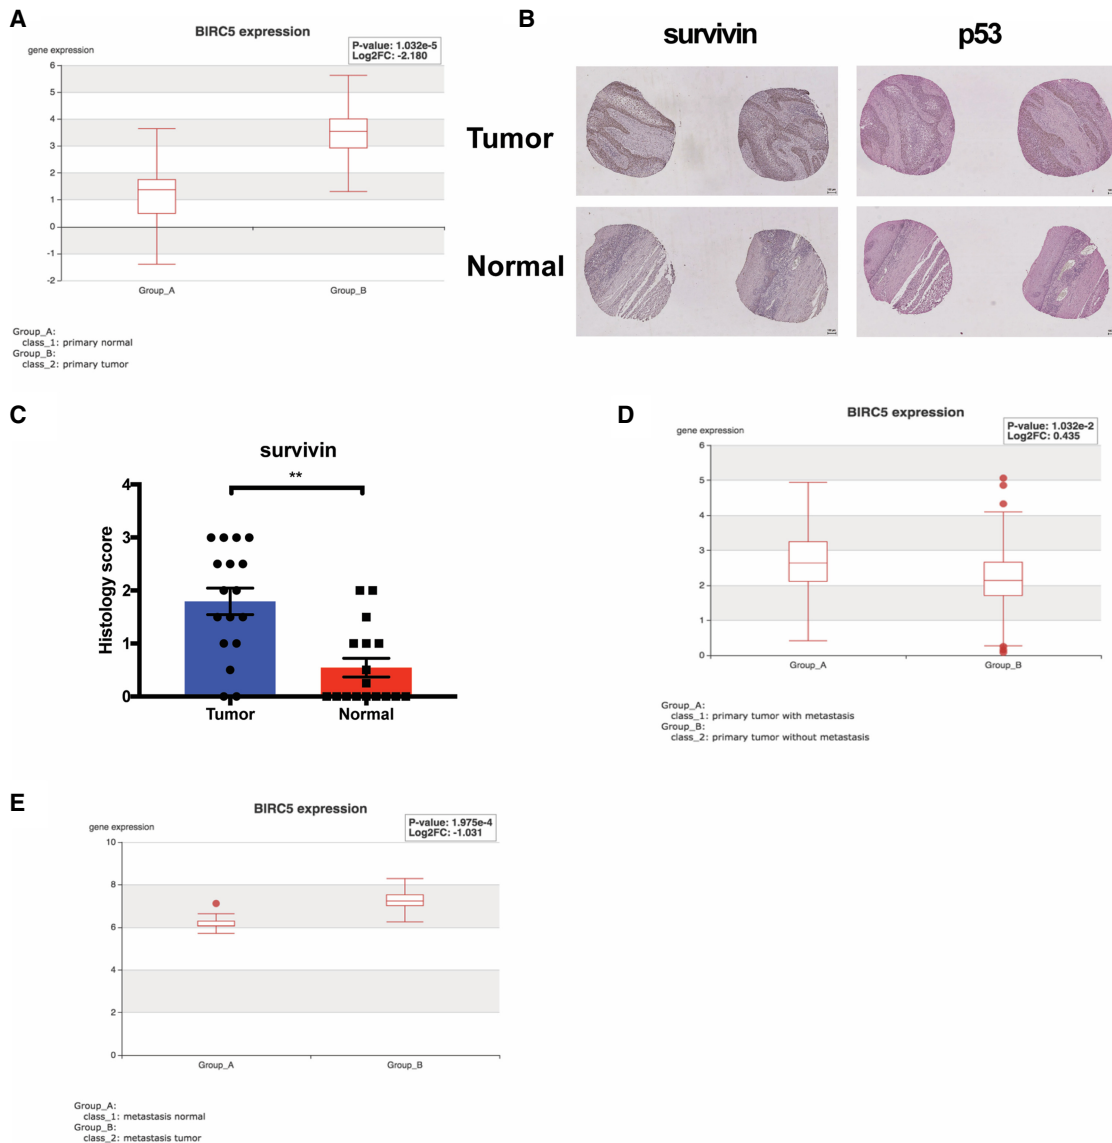 A
BIRC5 expression
gene expression
P-value: 1.032e-5
Log2FC: -2.180
6
5
4
3
2
1
0
-1
-2
Group_A
Group_B
Group_A:
class_1: primary normal
Group_B:
class_2: primary tumor
B
survivin
p53
Tumor
Normal
C
survivin
**
Histology score
4
3
2
1
0
Tumor
Normal
D
BIRC5 expression
gene expression
P-value: 1.032e-2
Log2FC: 0.435
6
5
4
3
2
1
0
Group_A
Group_B
Group_A:
class_1: primary tumor with metastasis
Group_B:
class_2: primary tumor without metastasis
E
BIRC5 expression
gene expression
P-value: 1.975e-4
Log2FC: -1.031
10
8
6
4
2
0
Group_A
Group_B
Group_A:
class_1: metastasis normal
Group_B:
class_2: metastasis tumor